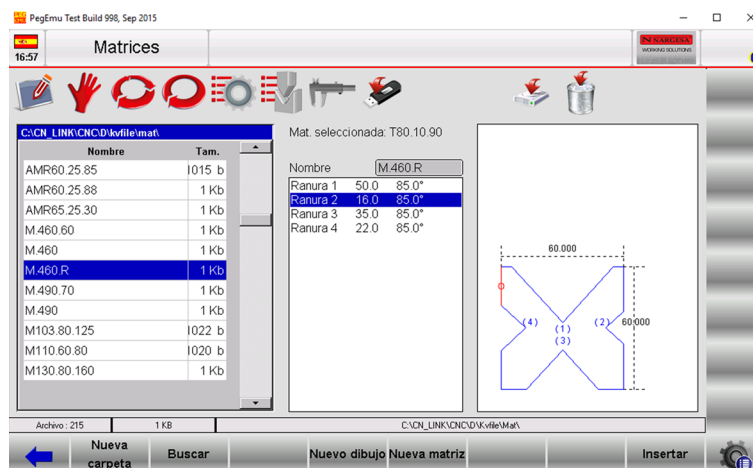 PegEmu Test Build 998, Sep 2015
16:57
Matrices
NARGESA
WORKING SOLUTIONS
C:\CN_LINK\CNC\D\kvfile\mat\
Mat. seleccionada: T80.10.90
Nombre Tam.
Nombre M.460.R
AMR60.25.85 1015 b
AMR60.25.88 1 Kb
AMR65.25.30 1 Kb
M.460.60 1 Kb
M.460 1 Kb
M.460.R 1 Kb
M.490.70 1 Kb
M.490 1 Kb
M103.80.125 1022 b
M110.60.80 1020 b
M130.80.160 1 Kb
Ranura 1 50.0 85.0°
Ranura 2 16.0 85.0°
Ranura 3 35.0 85.0°
Ranura 4 22.0 85.0°
60.000
(4) (1) (2) 60.000
(3)
Archivo : 215 1 KB C:\CN_LINK\CNC\D\Kvfile\Mat\
Nueva carpeta Buscar Nuevo dibujo Nueva matriz Insertar